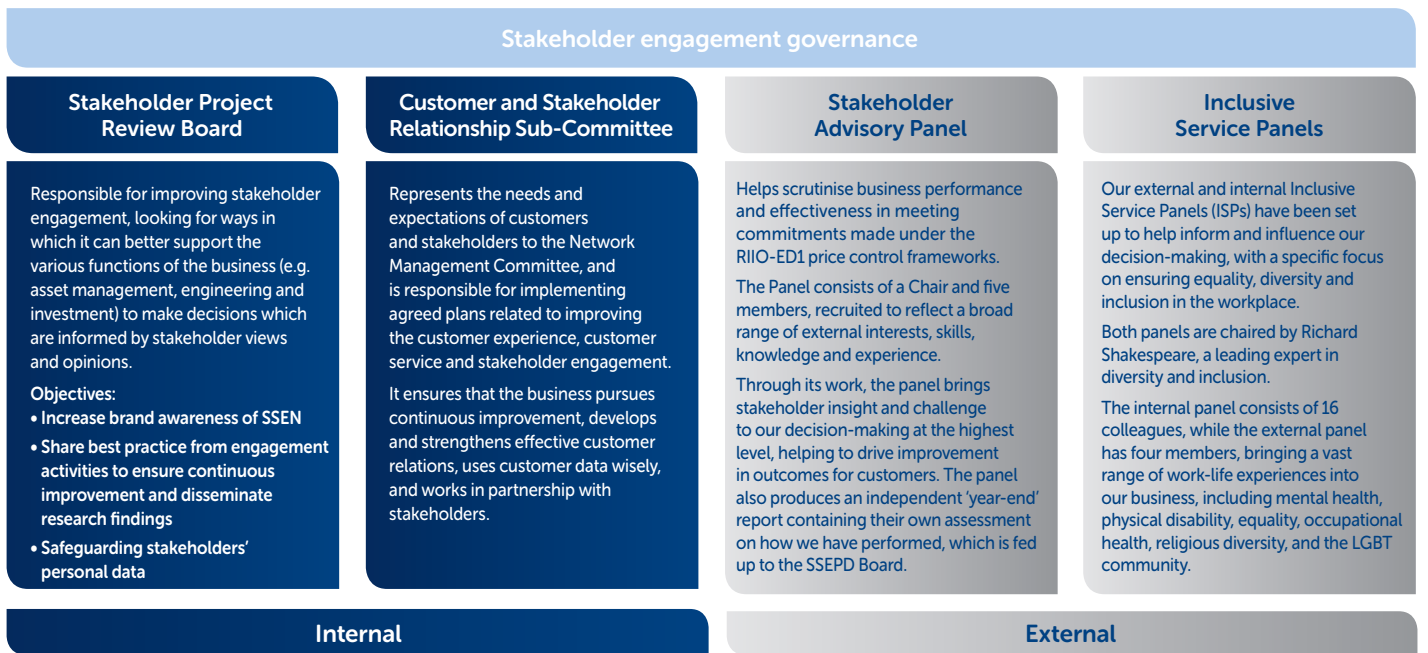 Stakeholder engagement governance
Stakeholder Project
Review Board
Responsible for improving stakeholder
engagement, looking for ways in
which it can better support the
various functions of the business (e.g.
asset management, engineering and
investment) to make decisions which
are informed by stakeholder views
and opinions.
Objectives:
• Increase brand awareness of SSEN
• Share best practice from engagement
activities to ensure continuous
improvement and disseminate
research findings
• Safeguarding stakeholders’
personal data
Customer and Stakeholder
Relationship Sub-Committee
Represents the needs and
expectations of customers
and stakeholders to the Network
Management Committee, and
is responsible for implementing
agreed plans related to improving
the customer experience, customer
service and stakeholder engagement.
It ensures that the business pursues
continuous improvement, develops
and strengthens effective customer
relations, uses customer data wisely,
and works in partnership with
stakeholders.
Stakeholder
Advisory Panel
Helps scrutinise business performance
and effectiveness in meeting
commitments made under the
RIIO-ED1 price control frameworks.
The Panel consists of a Chair and five
members, recruited to reflect a broad
range of external interests, skills,
knowledge and experience.
Through its work, the panel brings
stakeholder insight and challenge
to our decision-making at the highest
level, helping to drive improvement
in outcomes for customers. The panel
also produces an independent ‘year-end’
report containing their own assessment
on how we have performed, which is fed
up to the SSEPD Board.
Inclusive
Service Panels
Our external and internal Inclusive
Service Panels (ISPs) have been set
up to help inform and influence our
decision-making, with a specific focus
on ensuring equality, diversity and
inclusion in the workplace.
Both panels are chaired by Richard
Shakespeare, a leading expert in
diversity and inclusion.
The internal panel consists of 16
colleagues, while the external panel
has four members, bringing a vast
range of work-life experiences into
our business, including mental health,
physical disability, equality, occupational
health, religious diversity, and the LGBT
community.
Internal
External